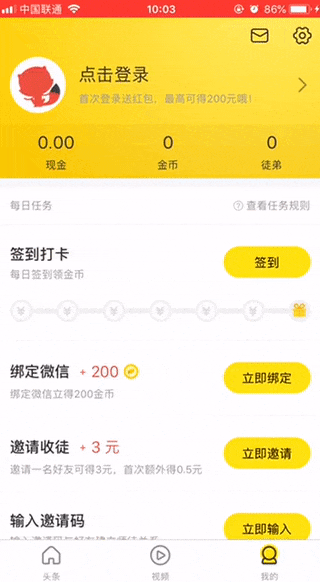 中国联通 10:03 86%
点击登录
首次登录送红包，最高可得200元哦！
0.00 0 0
现金 金币 徒弟
每日任务 查看任务规则
签到打卡 签到
每日签到领金币
绑定微信 + 200 立即绑定
绑定微信立得200金币
邀请收徒 + 3 元 立即邀请
邀请一名好友可得3元，首次额外得0.5元
输入邀请码 立即输入
头条 视频 我的